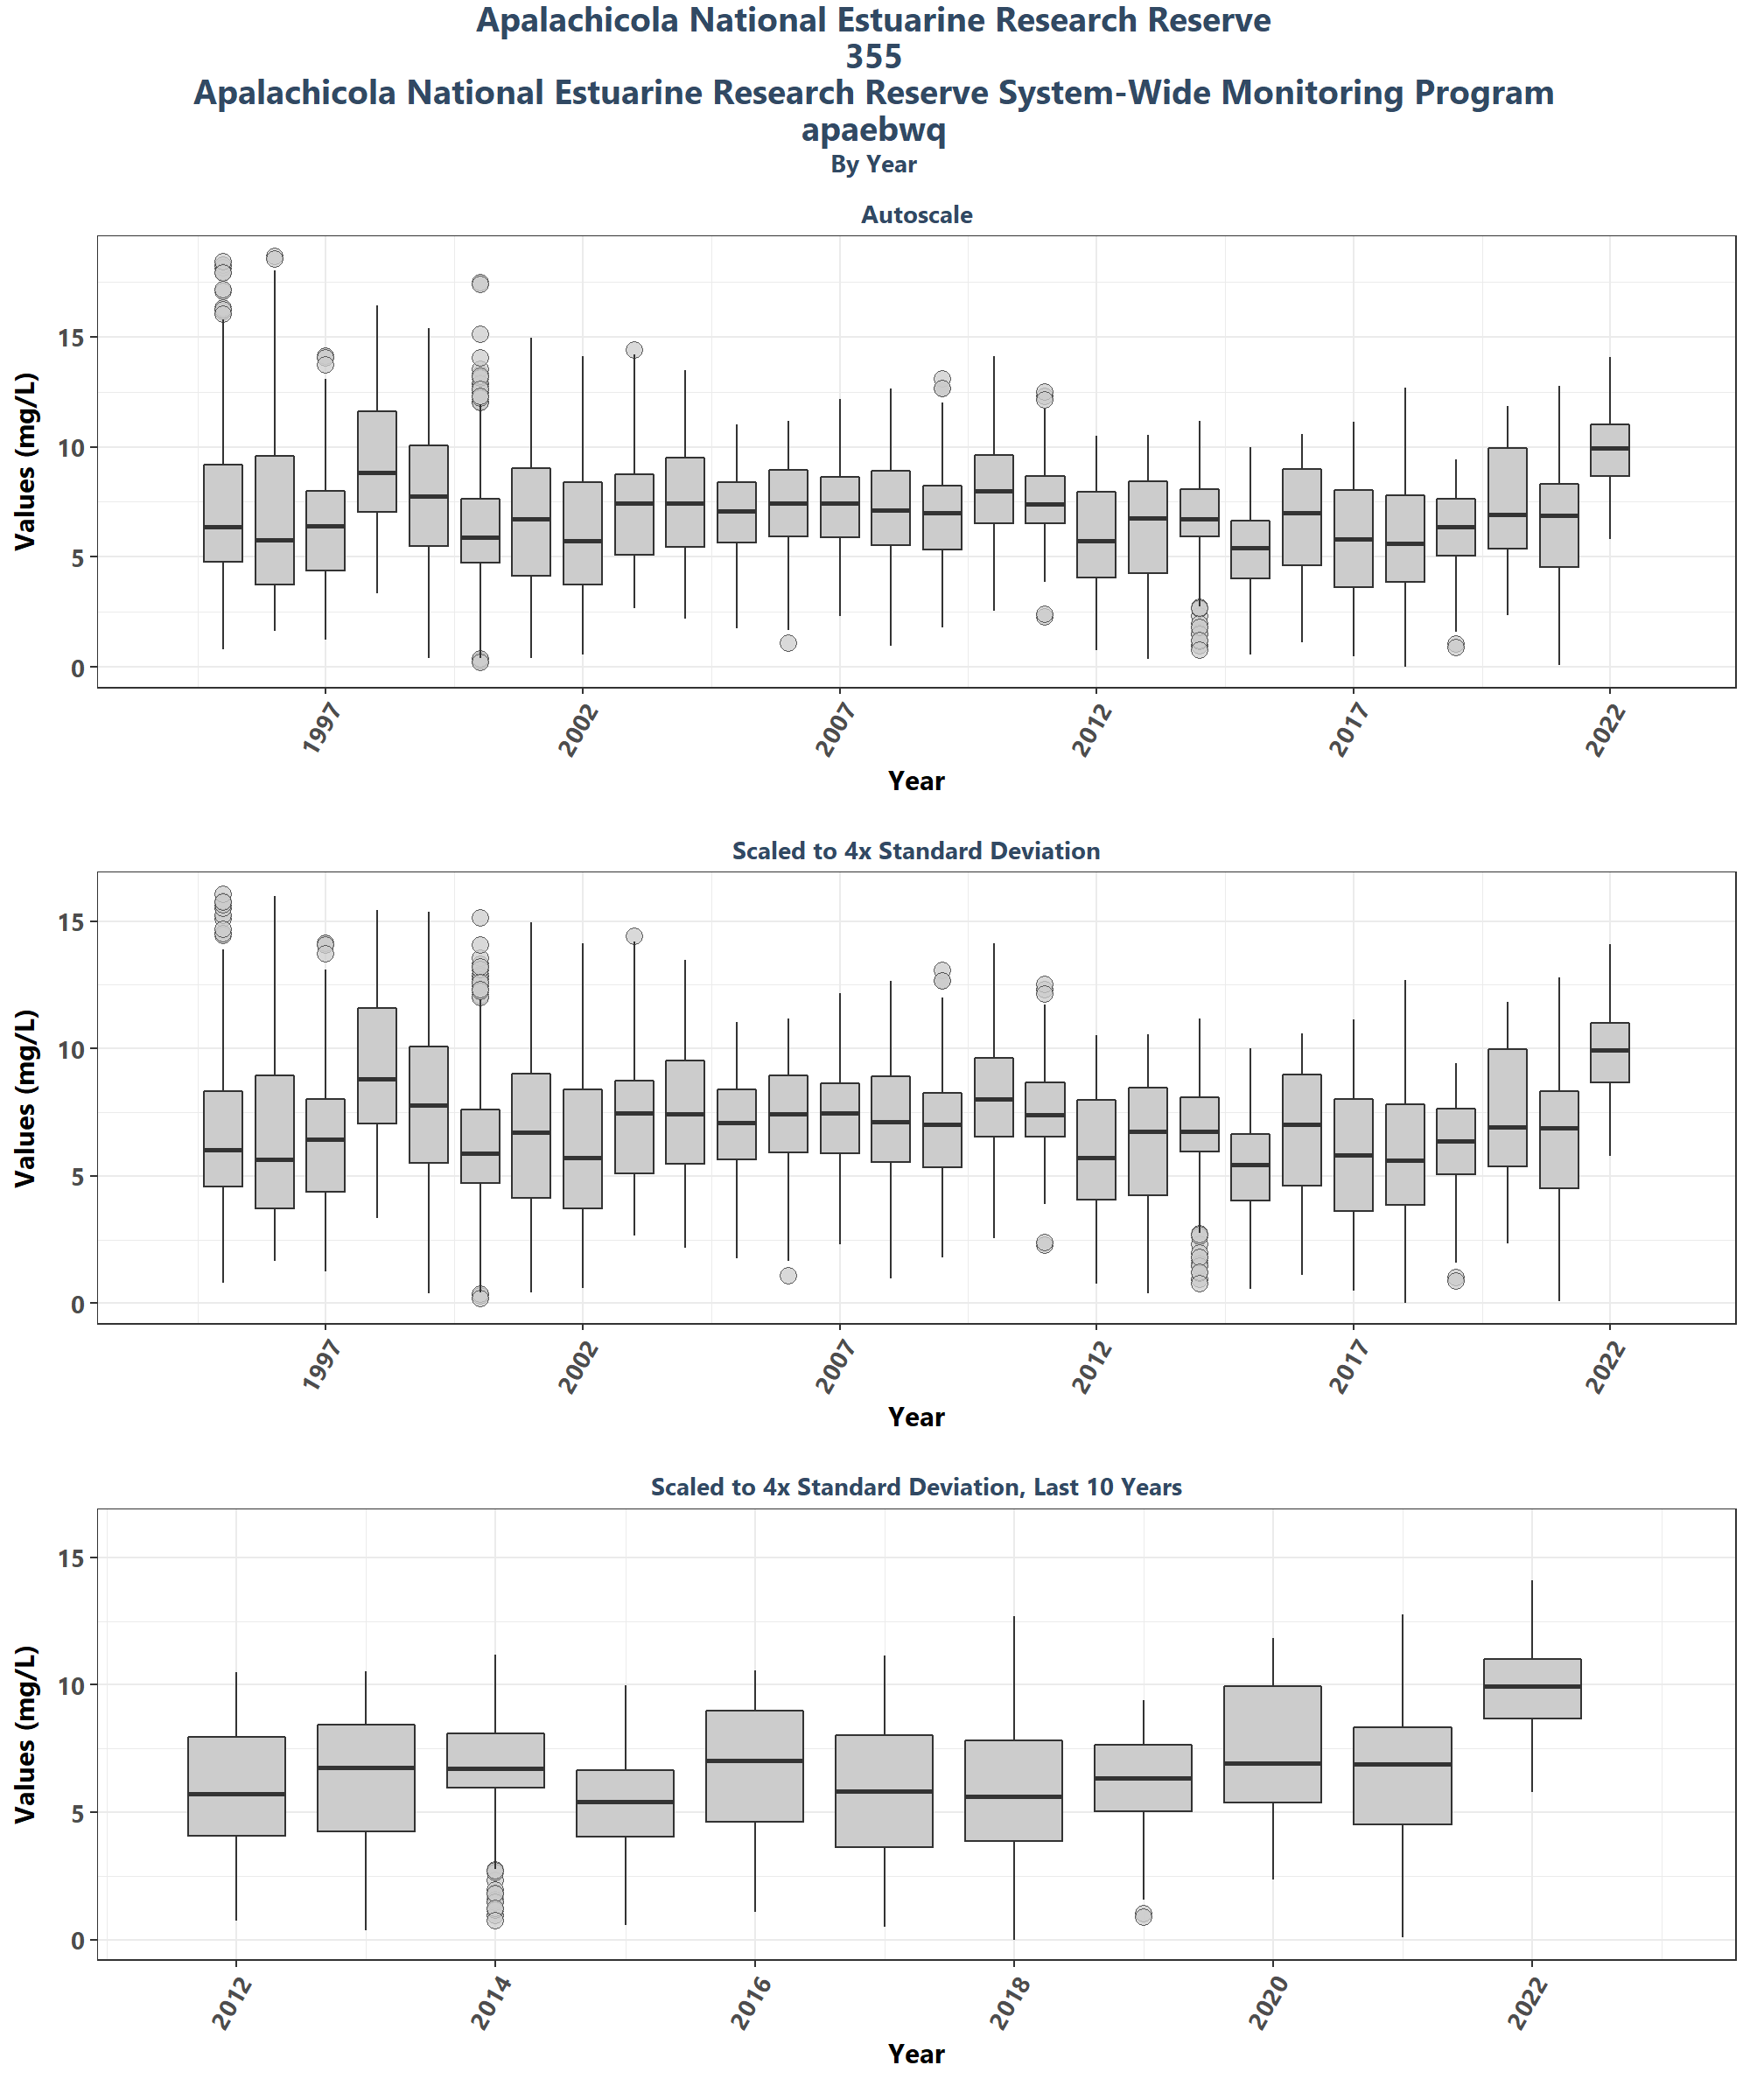 Apalachicola National Estuarine Research Reserve
355
Apalachicola National Estuarine Research Reserve System-Wide Monitoring Program
apaebwq
By Year
Autoscale
Values (mg/L)
15
10
5
0
1997 2002 2007 2012 2017 2022
Year
Scaled to 4x Standard Deviation
Values (mg/L)
15
10
5
0
1997 2002 2007 2012 2017 2022
Year
Scaled to 4x Standard Deviation, Last 10 Years
Values (mg/L)
15
10
5
0
2012 2014 2016 2018 2020 2022
Year